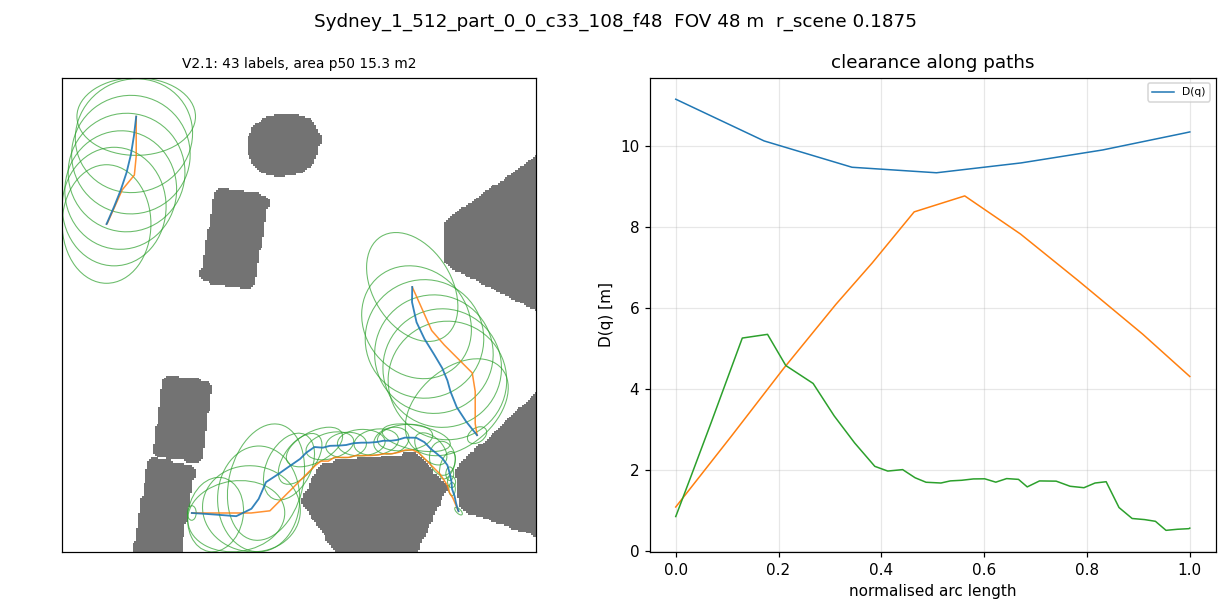 Sydney_1_512_part_0_0_c33_108_f48  FOV 48 m  r_scene 0.1875
V2.1: 43 labels, area p50 15.3 m2
clearance along paths
D(q)
D(q) [m]
10
8
6
4
2
0
0.0 0.2 0.4 0.6 0.8 1.0
normalised arc length